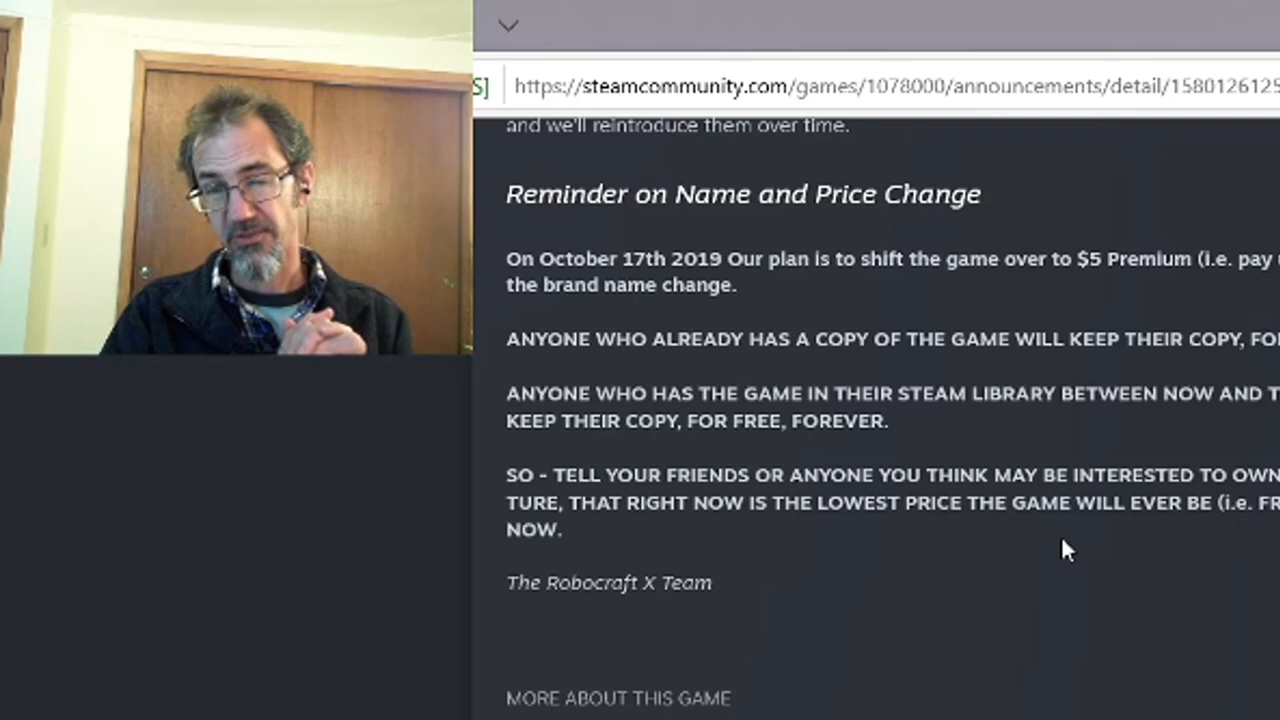 S]
https://steamcommunity.com/games/1078000/announcements/detail/1580126125
and we'll reintroduce them over time.
Reminder on Name and Price Change
On October 17th 2019 Our plan is to shift the game over to $5 Premium (i.e. pay
the brand name change.
ANYONE WHO ALREADY HAS A COPY OF THE GAME WILL KEEP THEIR COPY,
ANYONE WHO HAS THE GAME IN THEIR STEAM LIBRARY BETWEEN NOW AND
KEEP THEIR COPY, FOR FREE, FOREVER.
SO - TELL YOUR FRIENDS OR ANYONE YOU THINK MAY BE INTERESTED TO OWN
TURE, THAT RIGHT NOW IS THE LOWEST PRICE THE GAME WILL EVER BE (i.e.
NOW.
The Robocraft X Team
MORE ABOUT THIS GAME